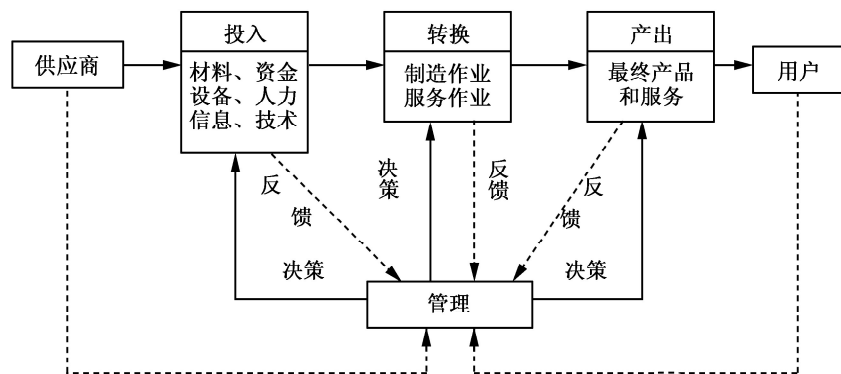 供应商
投入
材料、资金
设备、人力
信息、技术
转换
制造作业
服务作业
产出
最终产品
和服务
用户
反
馈
决
策
反
馈
反
馈
决策
决策
管理